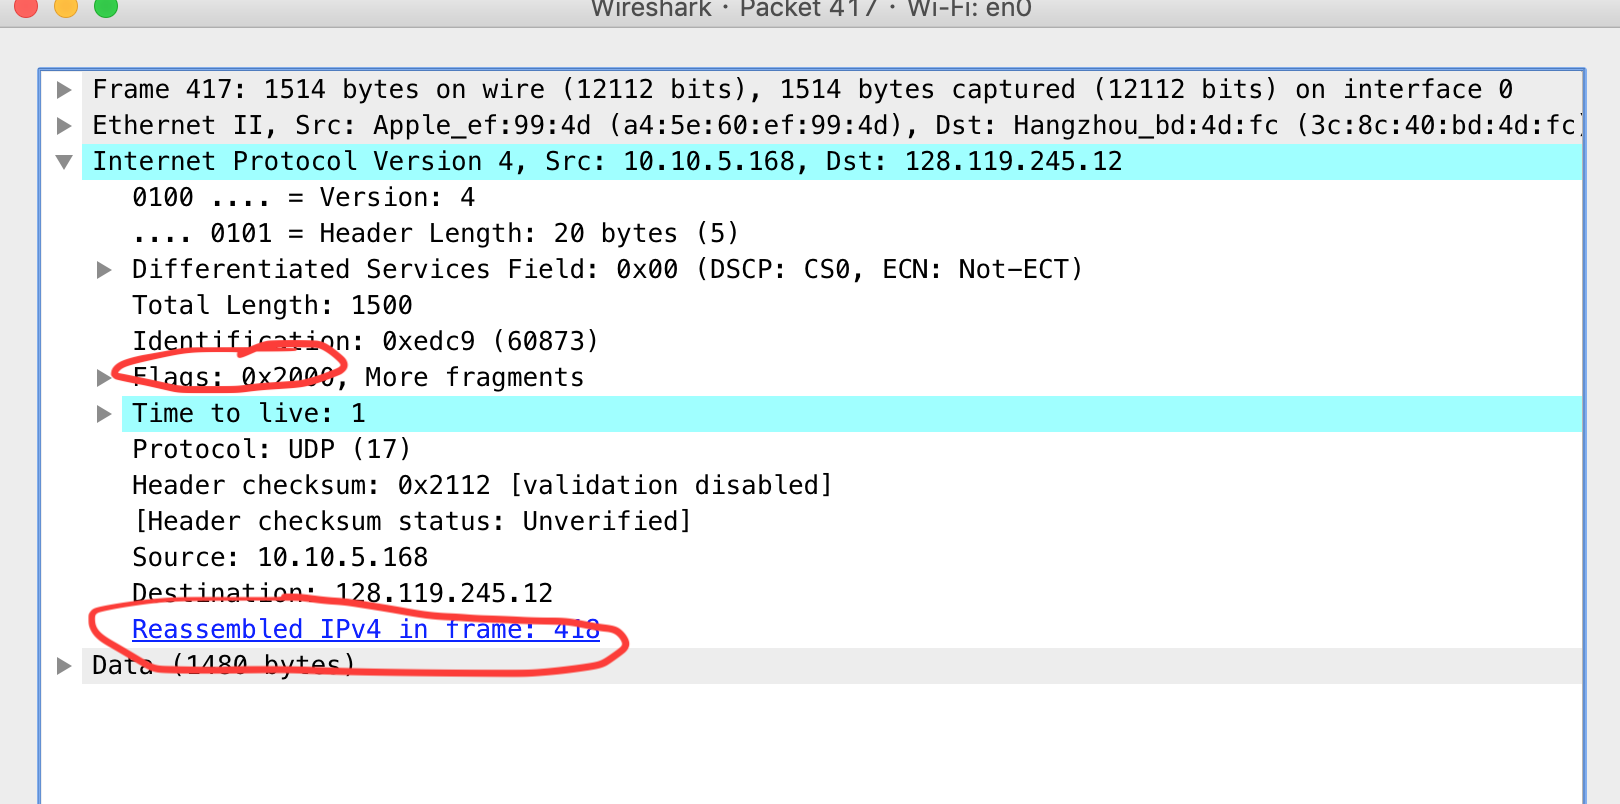 Wireshark · Packet 417 · Wi-Fi: en0
Frame 417: 1514 bytes on wire (12112 bits), 1514 bytes captured (12112 bits) on interface 0
Ethernet II, Src: Apple_ef:99:4d (a4:5e:60:ef:99:4d), Dst: Hangzhou_bd:4d:fc (3c:8c:40:bd:4d:fc)
Internet Protocol Version 4, Src: 10.10.5.168, Dst: 128.119.245.12
0100 .... = Version: 4
.... 0101 = Header Length: 20 bytes (5)
Differentiated Services Field: 0x00 (DSCP: CS0, ECN: Not-ECT)
Total Length: 1500
Identification: 0xedc9 (60873)
Flags: 0x2000, More fragments
Time to live: 1
Protocol: UDP (17)
Header checksum: 0x2112 [validation disabled]
[Header checksum status: Unverified]
Source: 10.10.5.168
Destination: 128.119.245.12
Reassembled IPv4 in frame: 418
Data (1480 bytes)